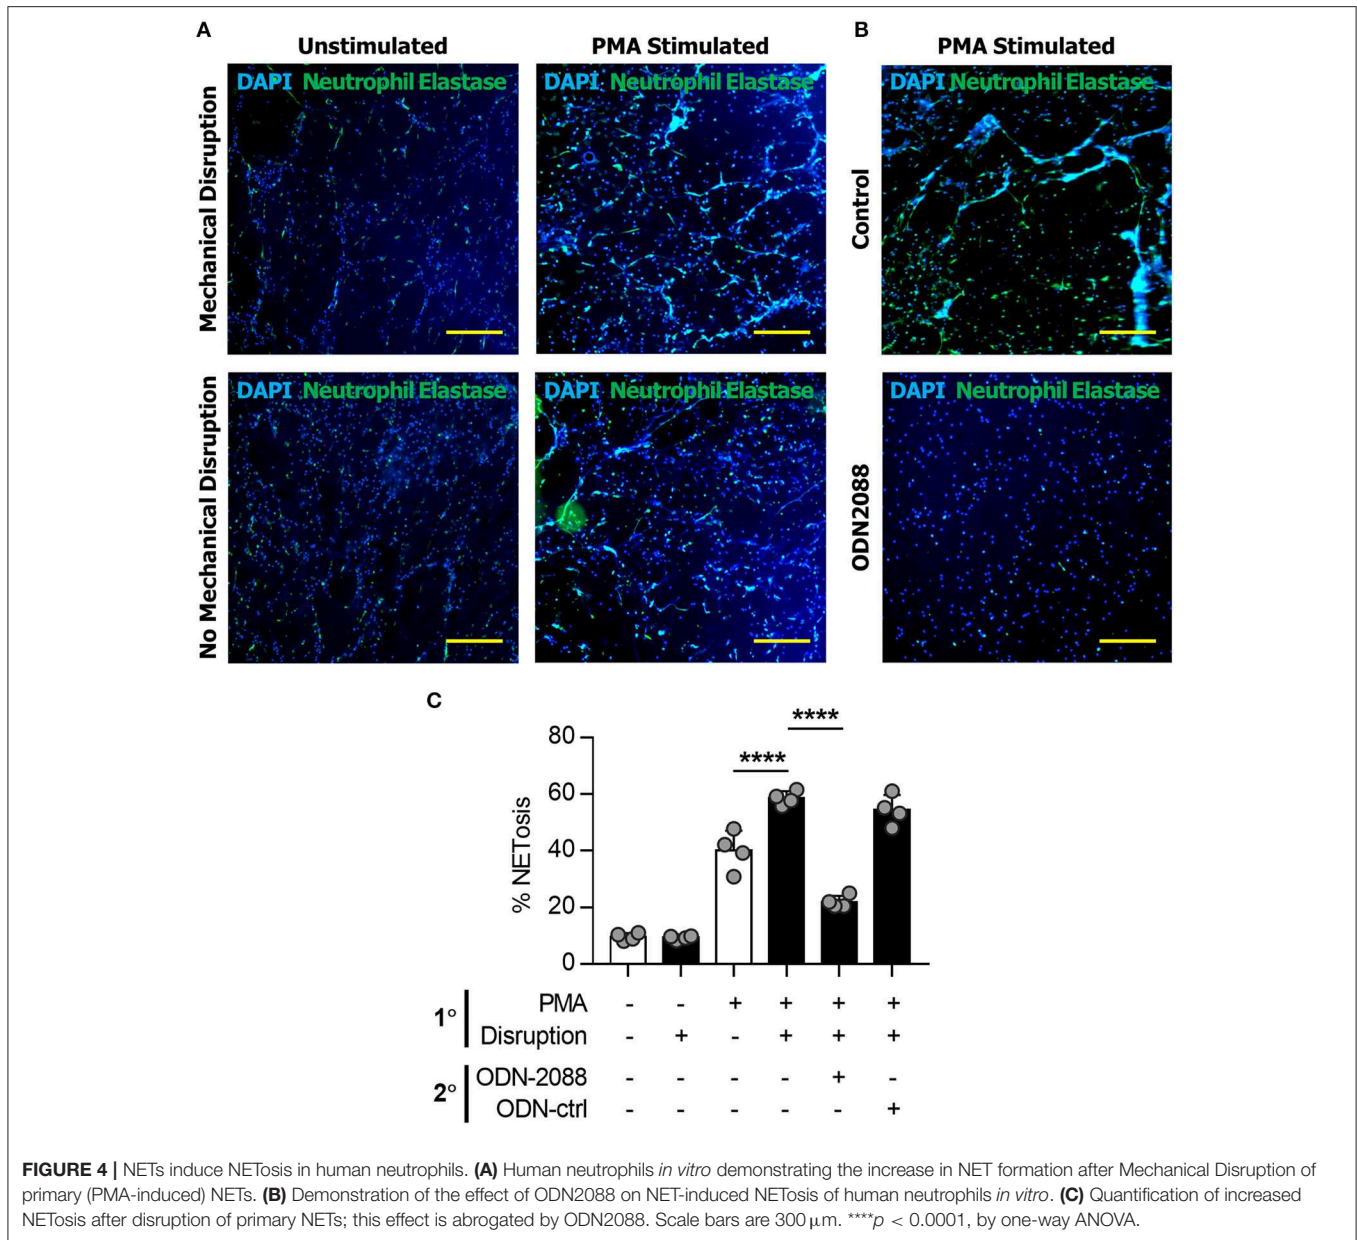 A
B
Unstimulated
PMA Stimulated
PMA Stimulated
Mechanical Disruption
DAPI Neutrophil Elastase
DAPI Neutrophil Elastase
Control
DAPI Neutrophil Elastase
No Mechanical Disruption
DAPI Neutrophil Elastase
DAPI Neutrophil Elastase
ODN2088
DAPI Neutrophil Elastase
C
****
****
% NETosis
80
60
40
20
0
1° PMA - - + + + +
Disruption - + - + + +
2° ODN-2088 - - - - + -
ODN-ctrl - - - - - +
FIGURE 4 | NETs induce NETosis in human neutrophils. (A) Human neutrophils in vitro demonstrating the increase in NET formation after Mechanical Disruption of
primary (PMA-induced) NETs. (B) Demonstration of the effect of ODN2088 on NET-induced NETosis of human neutrophils in vitro. (C) Quantification of increased
NETosis after disruption of primary NETs; this effect is abrogated by ODN2088. Scale bars are 300 μm. ****p < 0.0001, by one-way ANOVA.